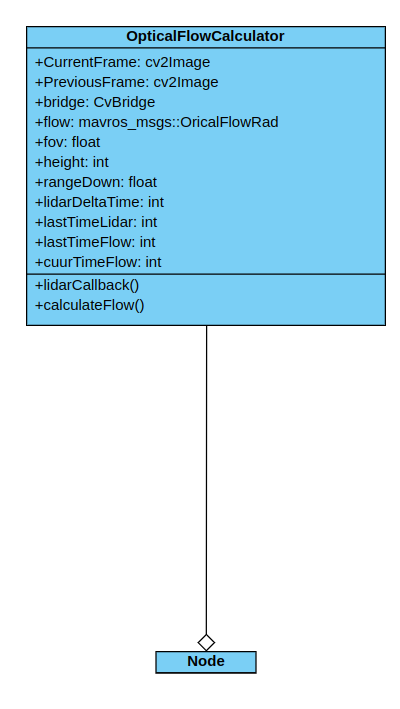 OpticalFlowCalculator
+CurrentFrame: cv2Image
+PreviousFrame: cv2Image
+bridge: CvBridge
+flow: mavros_msgs::OricalFlowRad
+fov: float
+height: int
+rangeDown: float
+lidarDeltaTime: int
+lastTimeLidar: int
+lastTimeFlow: int
+cuurTimeFlow: int
+lidarCallback()
+calculateFlow()
Node